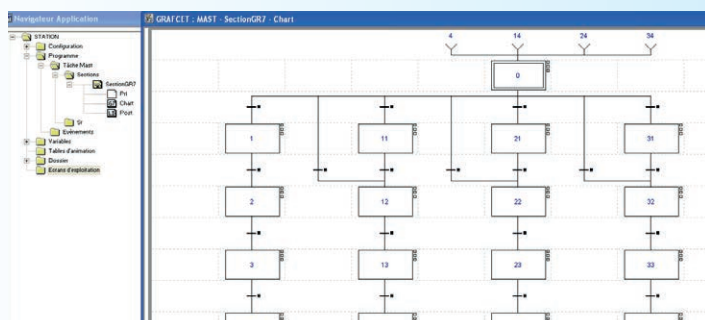 Navigateur Application
GRAFCET : MAST - SectionGR7 - Chart
STATION
Configuration
Programme
Tâche Mast
Sections
SectionGR7
Prl
Chart
Post
Sr
Evénements
Variables
Tables d'animation
Dossier
Ecrans d'exploitation
4 14 24 34
0
1 11 21 31
2 12 22 32
3 13 23 33